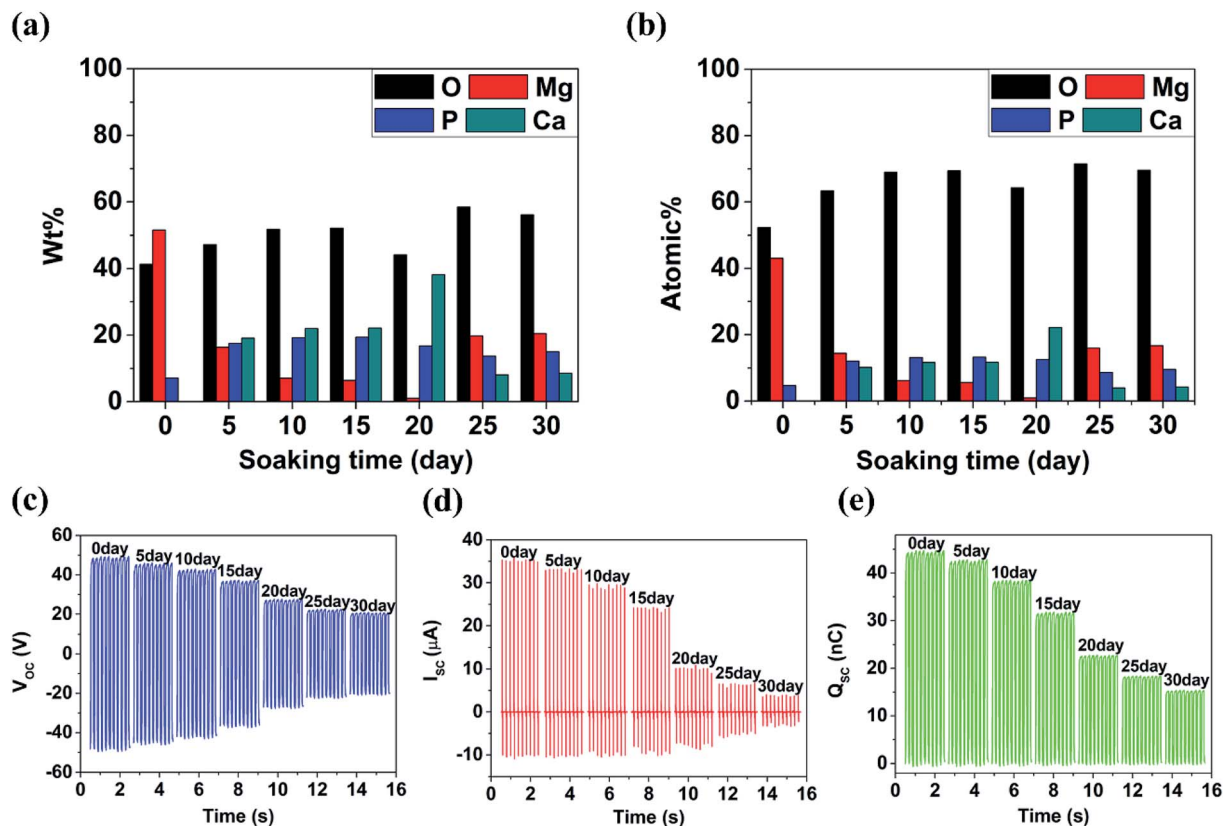 (a)
100
80
60
40
20
0
Wt%
O Mg
P Ca
0 5 10 15 20 25 30
Soaking time (day)
(b)
100
80
60
40
20
0
Atomic%
O Mg
P Ca
0 5 10 15 20 25 30
Soaking time (day)
(c)
60
40
20
0
-20
-40
-60
VOC (V)
0day
5day
10day
15day
20day
25day
30day
0 2 4 6 8 10 12 14 16
Time (s)
(d)
40
30
20
10
0
-10
ISC (μA)
0day
5day
10day
15day
20day
25day
30day
0 2 4 6 8 10 12 14 16
Time (s)
(e)
45
30
15
0
QSC (nC)
0day
5day
10day
15day
20day
25day
30day
0 2 4 6 8 10 12 14 16
Time (s)